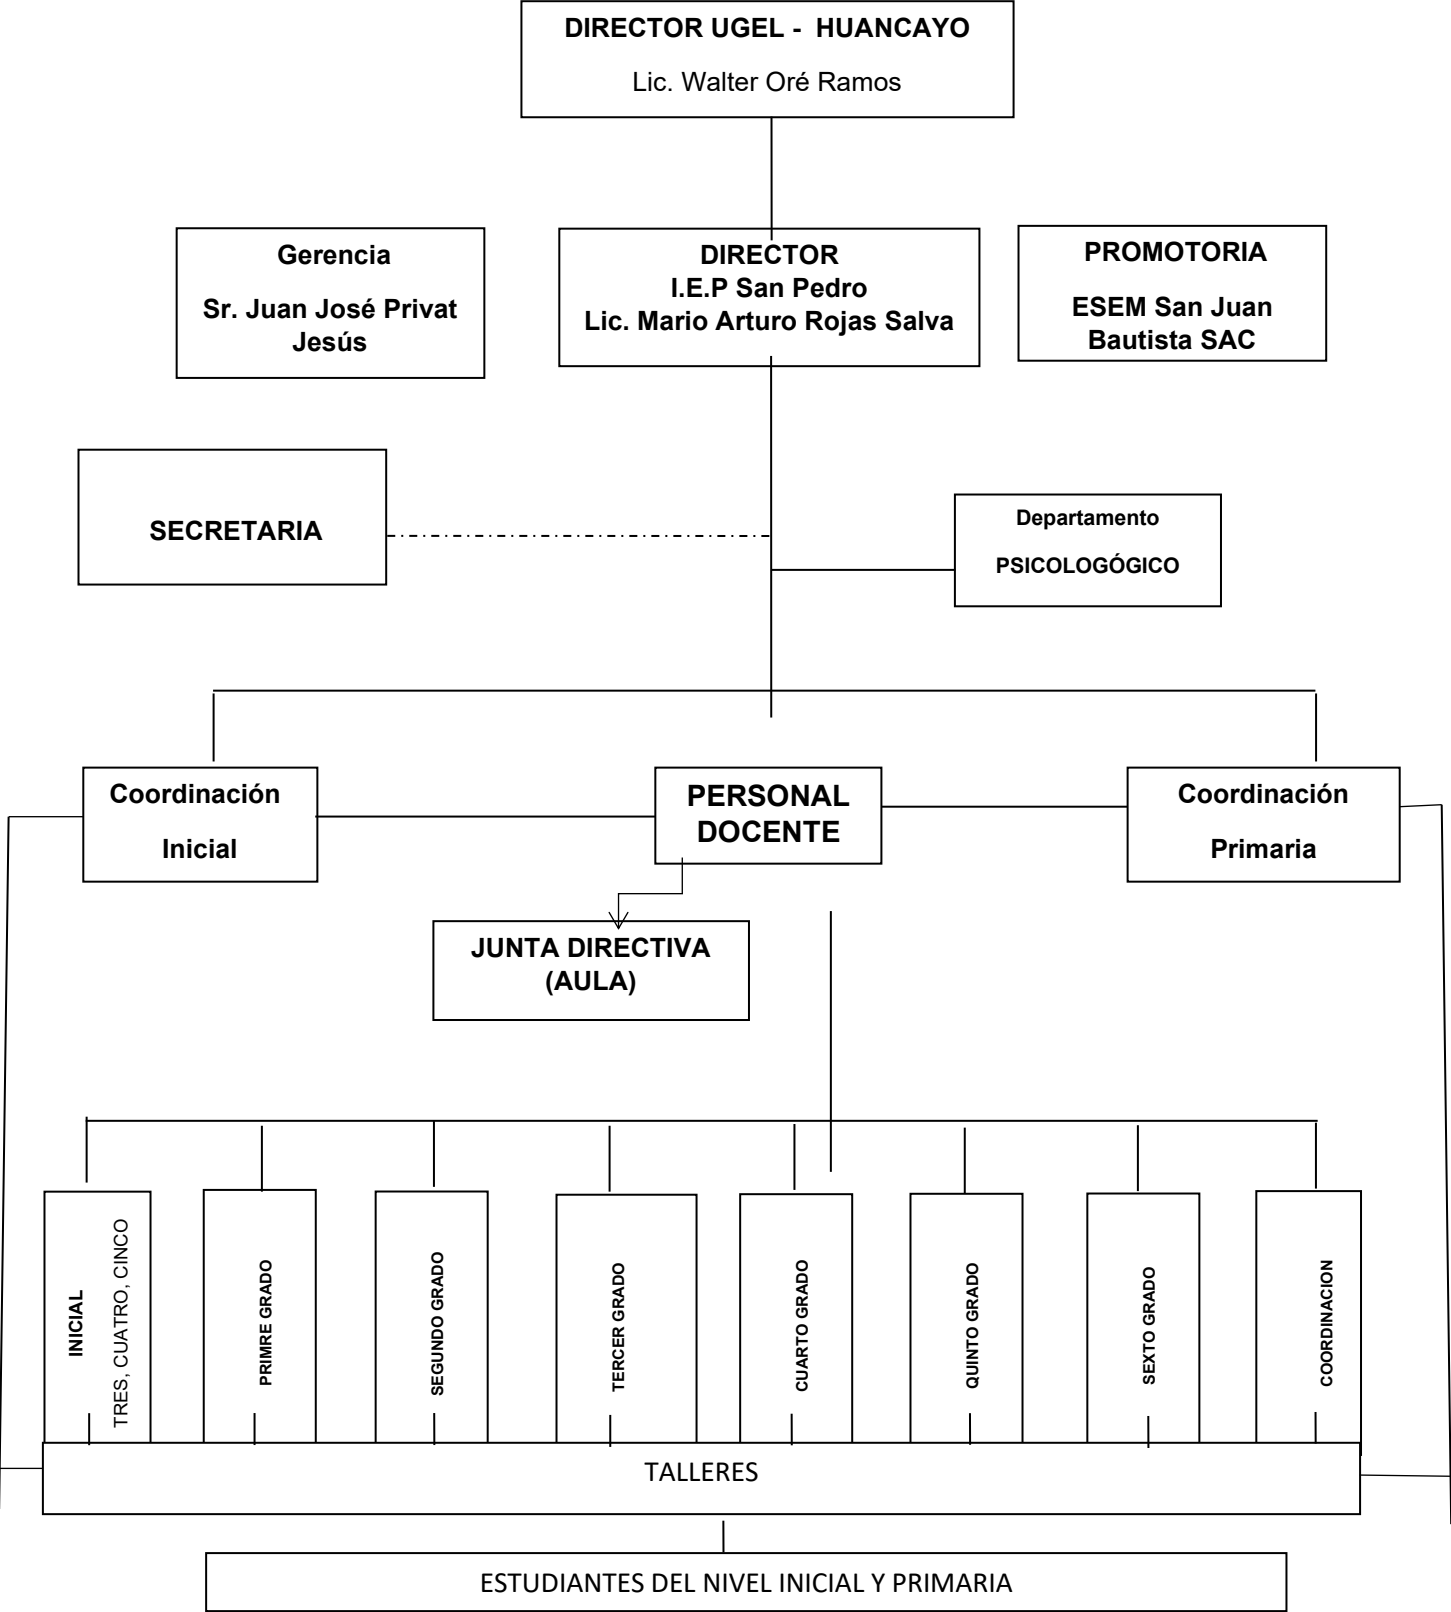 DIRECTOR UGEL - HUANCAYO
Lic. Walter Oré Ramos
Gerencia
Sr. Juan José Privat
Jesús
DIRECTOR
I.E.P San Pedro
Lic. Mario Arturo Rojas Salva
PROMOTORIA
ESEM San Juan
Bautista SAC
SECRETARIA
Departamento
PSICOLOGÓGICO
Coordinación
Inicial
PERSONAL
DOCENTE
Coordinación
Primaria
JUNTA DIRECTIVA
(AULA)
INICIAL
TRES, CUATRO, CINCO
PRIMRE GRADO
SEGUNDO GRADO
TERCER GRADO
CUARTO GRADO
QUINTO GRADO
SEXTO GRADO
COORDINACION
TALLERES
ESTUDIANTES DEL NIVEL INICIAL Y PRIMARIA